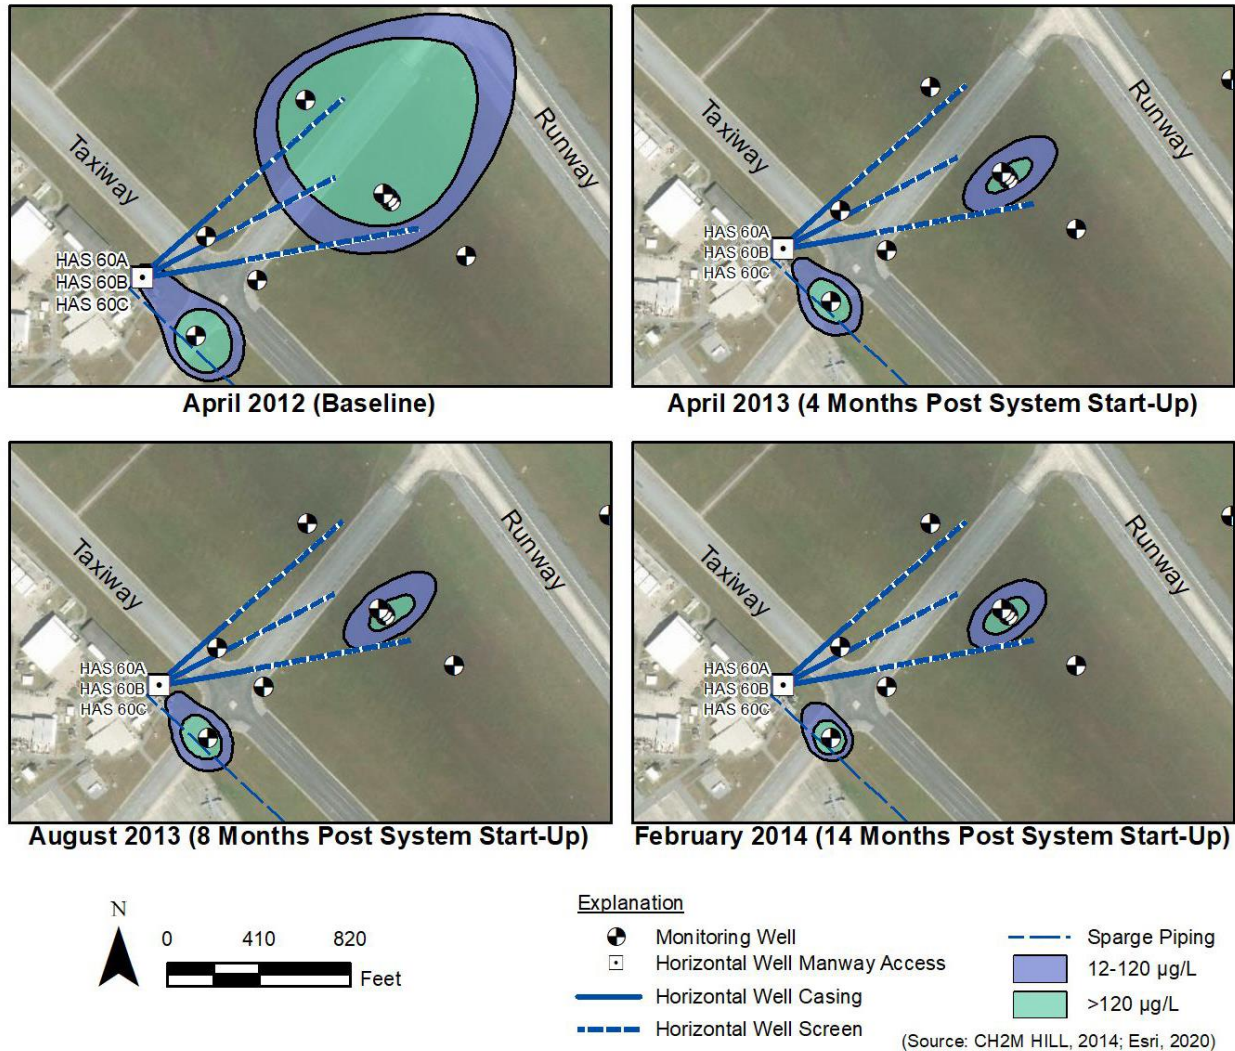 Taxiway
Runway
HAS 60A
HAS 60B
HAS 60C
April 2012 (Baseline)
Taxiway
Runway
HAS 60A
HAS 60B
HAS 60C
April 2013 (4 Months Post System Start-Up)
Taxiway
Runway
HAS 60A
HAS 60B
HAS 60C
August 2013 (8 Months Post System Start-Up)
Taxiway
Runway
HAS 60A
HAS 60B
HAS 60C
February 2014 (14 Months Post System Start-Up)
N
0 410 820
Feet
Explanation
Monitoring Well
Horizontal Well Manway Access
Horizontal Well Casing
Horizontal Well Screen
Sparge Piping
12-120 µg/L
>120 µg/L
(Source: CH2M HILL, 2014; Esri, 2020)